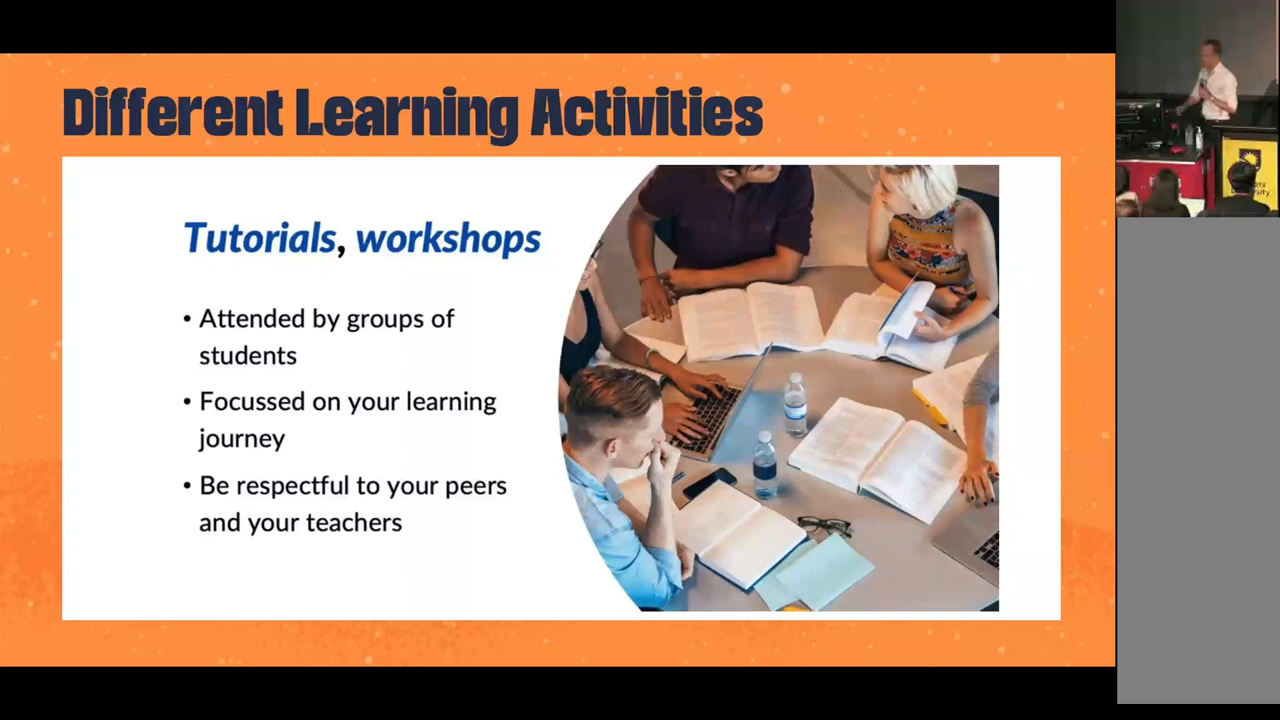 Different Learning Activities
Tutorials, workshops
• Attended by groups of
students
• Focussed on your learning
journey
• Be respectful to your peers
and your teachers